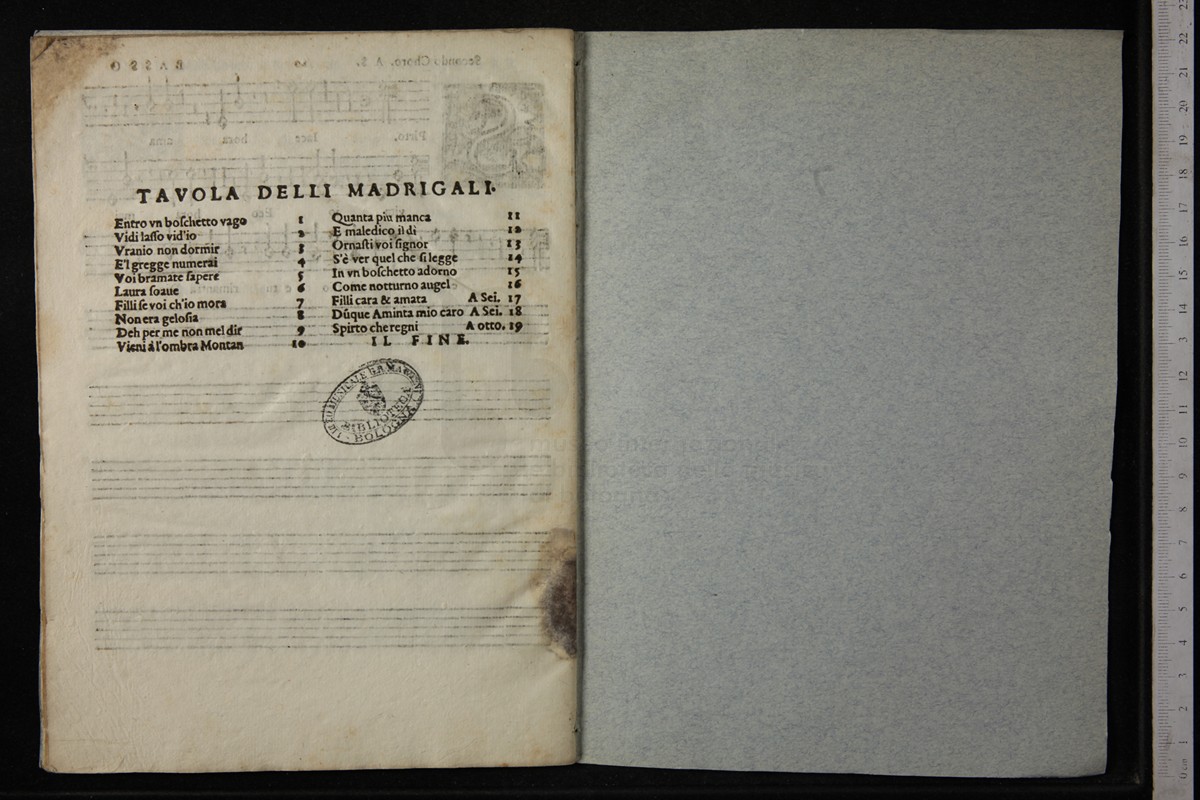 TAVOLA DELLI MADRIGALI.
Entro vn boſchetto vago 1
Vidi laſſo vid'io 2
Vranio non dormir 3
E'l gregge numerai 4
Voi bramate ſapere 5
Laura ſoaue 6
Filli ſe voi ch'io mora 7
Non era geloſia 8
Deh per me non mel dir 9
Vieni à l'ombra Montan 10
Quanta più manca 11
E maledico il dì 12
Ornaſti voi ſignor 13
S'è ver quel che ſi legge 14
In vn boſchetto adorno 15
Come notturno augel 16
Filli cara & amata A Sei. 17
Dũque Aminta mio caro A Sei. 18
Spirto che regni A otto. 19
IL FINE.
LICEO MUSICALE G.B. MARTINI
BIBLIOTECA
BOLOGNA